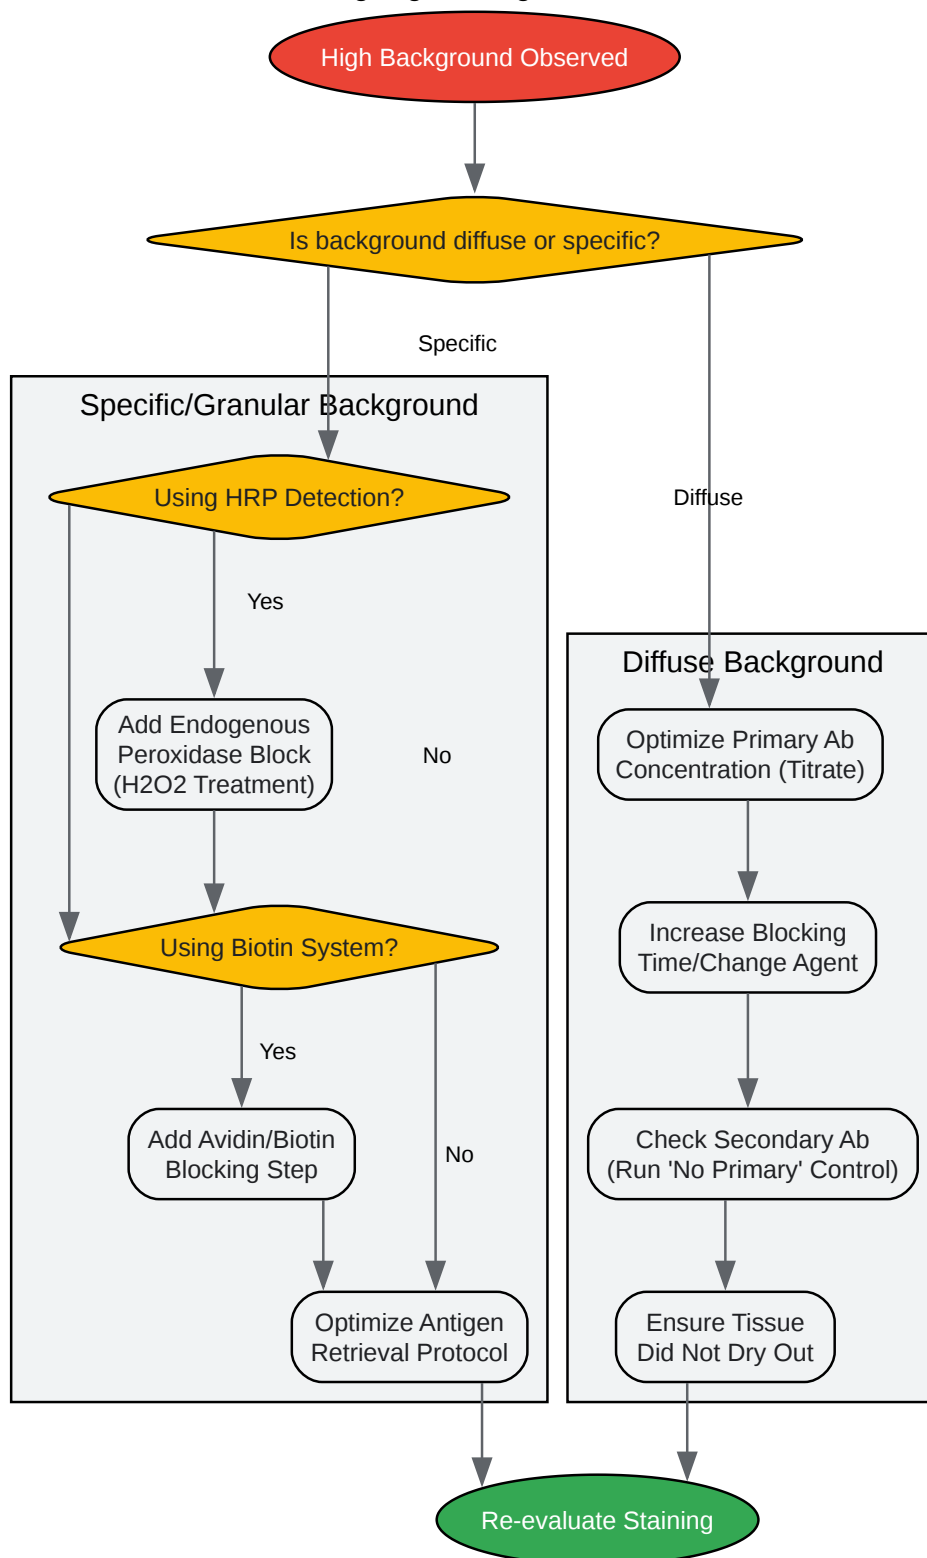 High Background Observed
Is background diffuse or specific?
Specific
Specific/Granular Background
Using HRP Detection?
Diffuse
Yes
Diffuse Background
Add Endogenous
Peroxidase Block
(H2O2 Treatment)
No
Optimize Primary Ab
Concentration (Titrate)
Using Biotin System?
Increase Blocking
Time/Change Agent
Yes
Add Avidin/Biotin
Blocking Step
No
Check Secondary Ab
(Run 'No Primary' Control)
Optimize Antigen
Retrieval Protocol
Ensure Tissue
Did Not Dry Out
Re-evaluate Staining